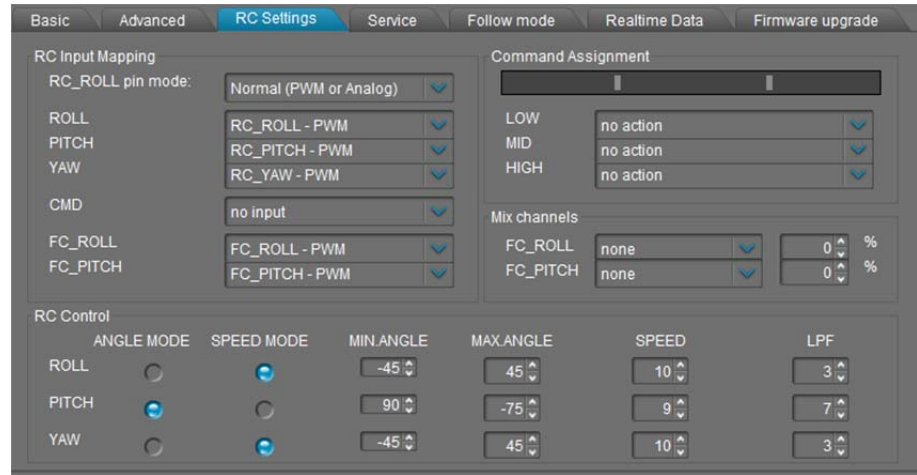 Basic Advanced RC Settings Service Follow mode Realtime Data Firmware upgrade
RC Input Mapping
RC_ROLL pin mode: Normal (PWM or Analog)
ROLL RC_ROLL - PWM
PITCH RC_PITCH - PWM
YAW RC_YAW - PWM
CMD no input
FC_ROLL FC_ROLL - PWM
FC_PITCH FC_PITCH - PWM
Command Assignment
LOW no action
MID no action
HIGH no action
Mix channels
FC_ROLL none 0 %
FC_PITCH none 0 %
RC Control
ANGLE MODE SPEED MODE MIN.ANGLE MAX.ANGLE SPEED LPF
ROLL -45 45 10 3
PITCH 90 -75 9 7
YAW -45 45 10 3